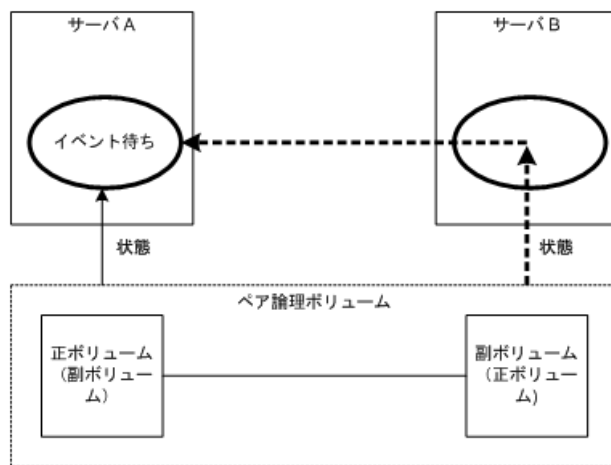 サーバA
サーバB
イベント待ち
状態
状態
ペア論理ボリューム
正ボリューム
（副ボリュー
ム）
副ボリューム
（正ボリュー
ム)